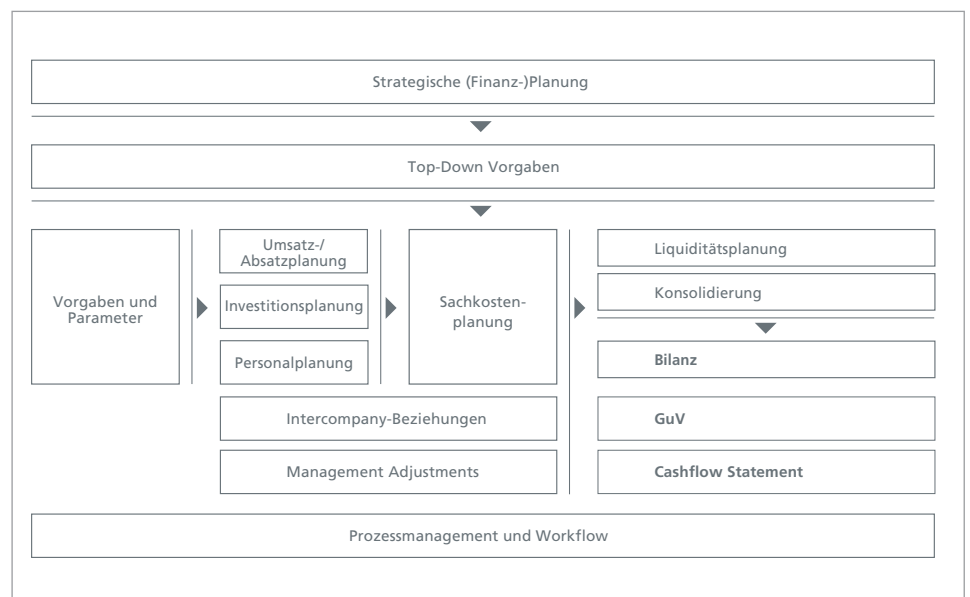 Strategische (Finanz-)Planung
Top-Down Vorgaben
Vorgaben und
Parameter
Umsatz-/
Absatzplanung
Investitionsplanung
Personalplanung
Sachkosten-
planung
Intercompany-Beziehungen
Management Adjustments
Liquiditätsplanung
Konsolidierung
Bilanz
GuV
Cashflow Statement
Prozessmanagement und Workflow